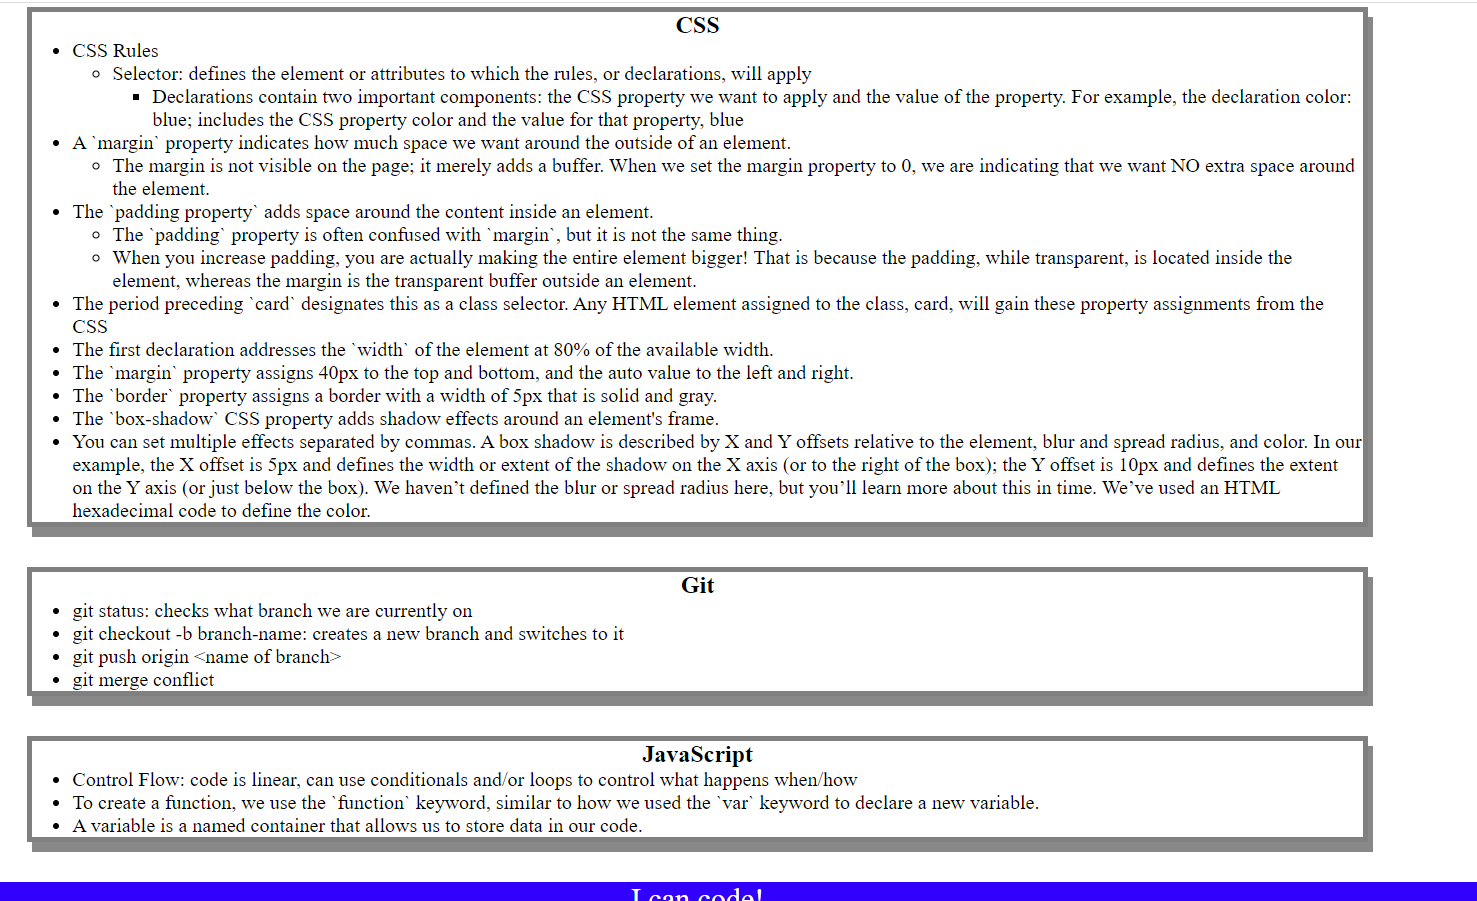 CSS
CSS Rules
Selector: defines the element or attributes to which the rules, or declarations, will apply
Declarations contain two important components: the CSS property we want to apply and the value of the property. For example, the declaration color:
blue; includes the CSS property color and the value for that property, blue
A `margin` property indicates how much space we want around the outside of an element.
The margin is not visible on the page; it merely adds a buffer. When we set the margin property to 0, we are indicating that we want NO extra space around
the element.
The `padding property` adds space around the content inside an element.
The `padding` property is often confused with `margin`, but it is not the same thing.
When you increase padding, you are actually making the entire element bigger! That is because the padding, while transparent, is located inside the
element, whereas the margin is the transparent buffer outside an element.
The period preceding `card` designates this as a class selector. Any HTML element assigned to the class, card, will gain these property assignments from the
CSS
The first declaration addresses the `width` of the element at 80% of the available width.
The `margin` property assigns 40px to the top and bottom, and the auto value to the left and right.
The `border` property assigns a border with a width of 5px that is solid and gray.
The `box-shadow` CSS property adds shadow effects around an element's frame.
You can set multiple effects separated by commas. A box shadow is described by X and Y offsets relative to the element, blur and spread radius, and color. In our
example, the X offset is 5px and defines the width or extent of the shadow on the X axis (or to the right of the box); the Y offset is 10px and defines the extent
on the Y axis (or just below the box). We haven’t defined the blur or spread radius here, but you’ll learn more about this in time. We’ve used an HTML
hexadecimal code to define the color.
Git
git status: checks what branch we are currently on
git checkout -b branch-name: creates a new branch and switches to it
git push origin <name of branch>
git merge conflict
JavaScript
Control Flow: code is linear, can use conditionals and/or loops to control what happens when/how
To create a function, we use the `function` keyword, similar to how we used the `var` keyword to declare a new variable.
A variable is a named container that allows us to store data in our code.
I can code!